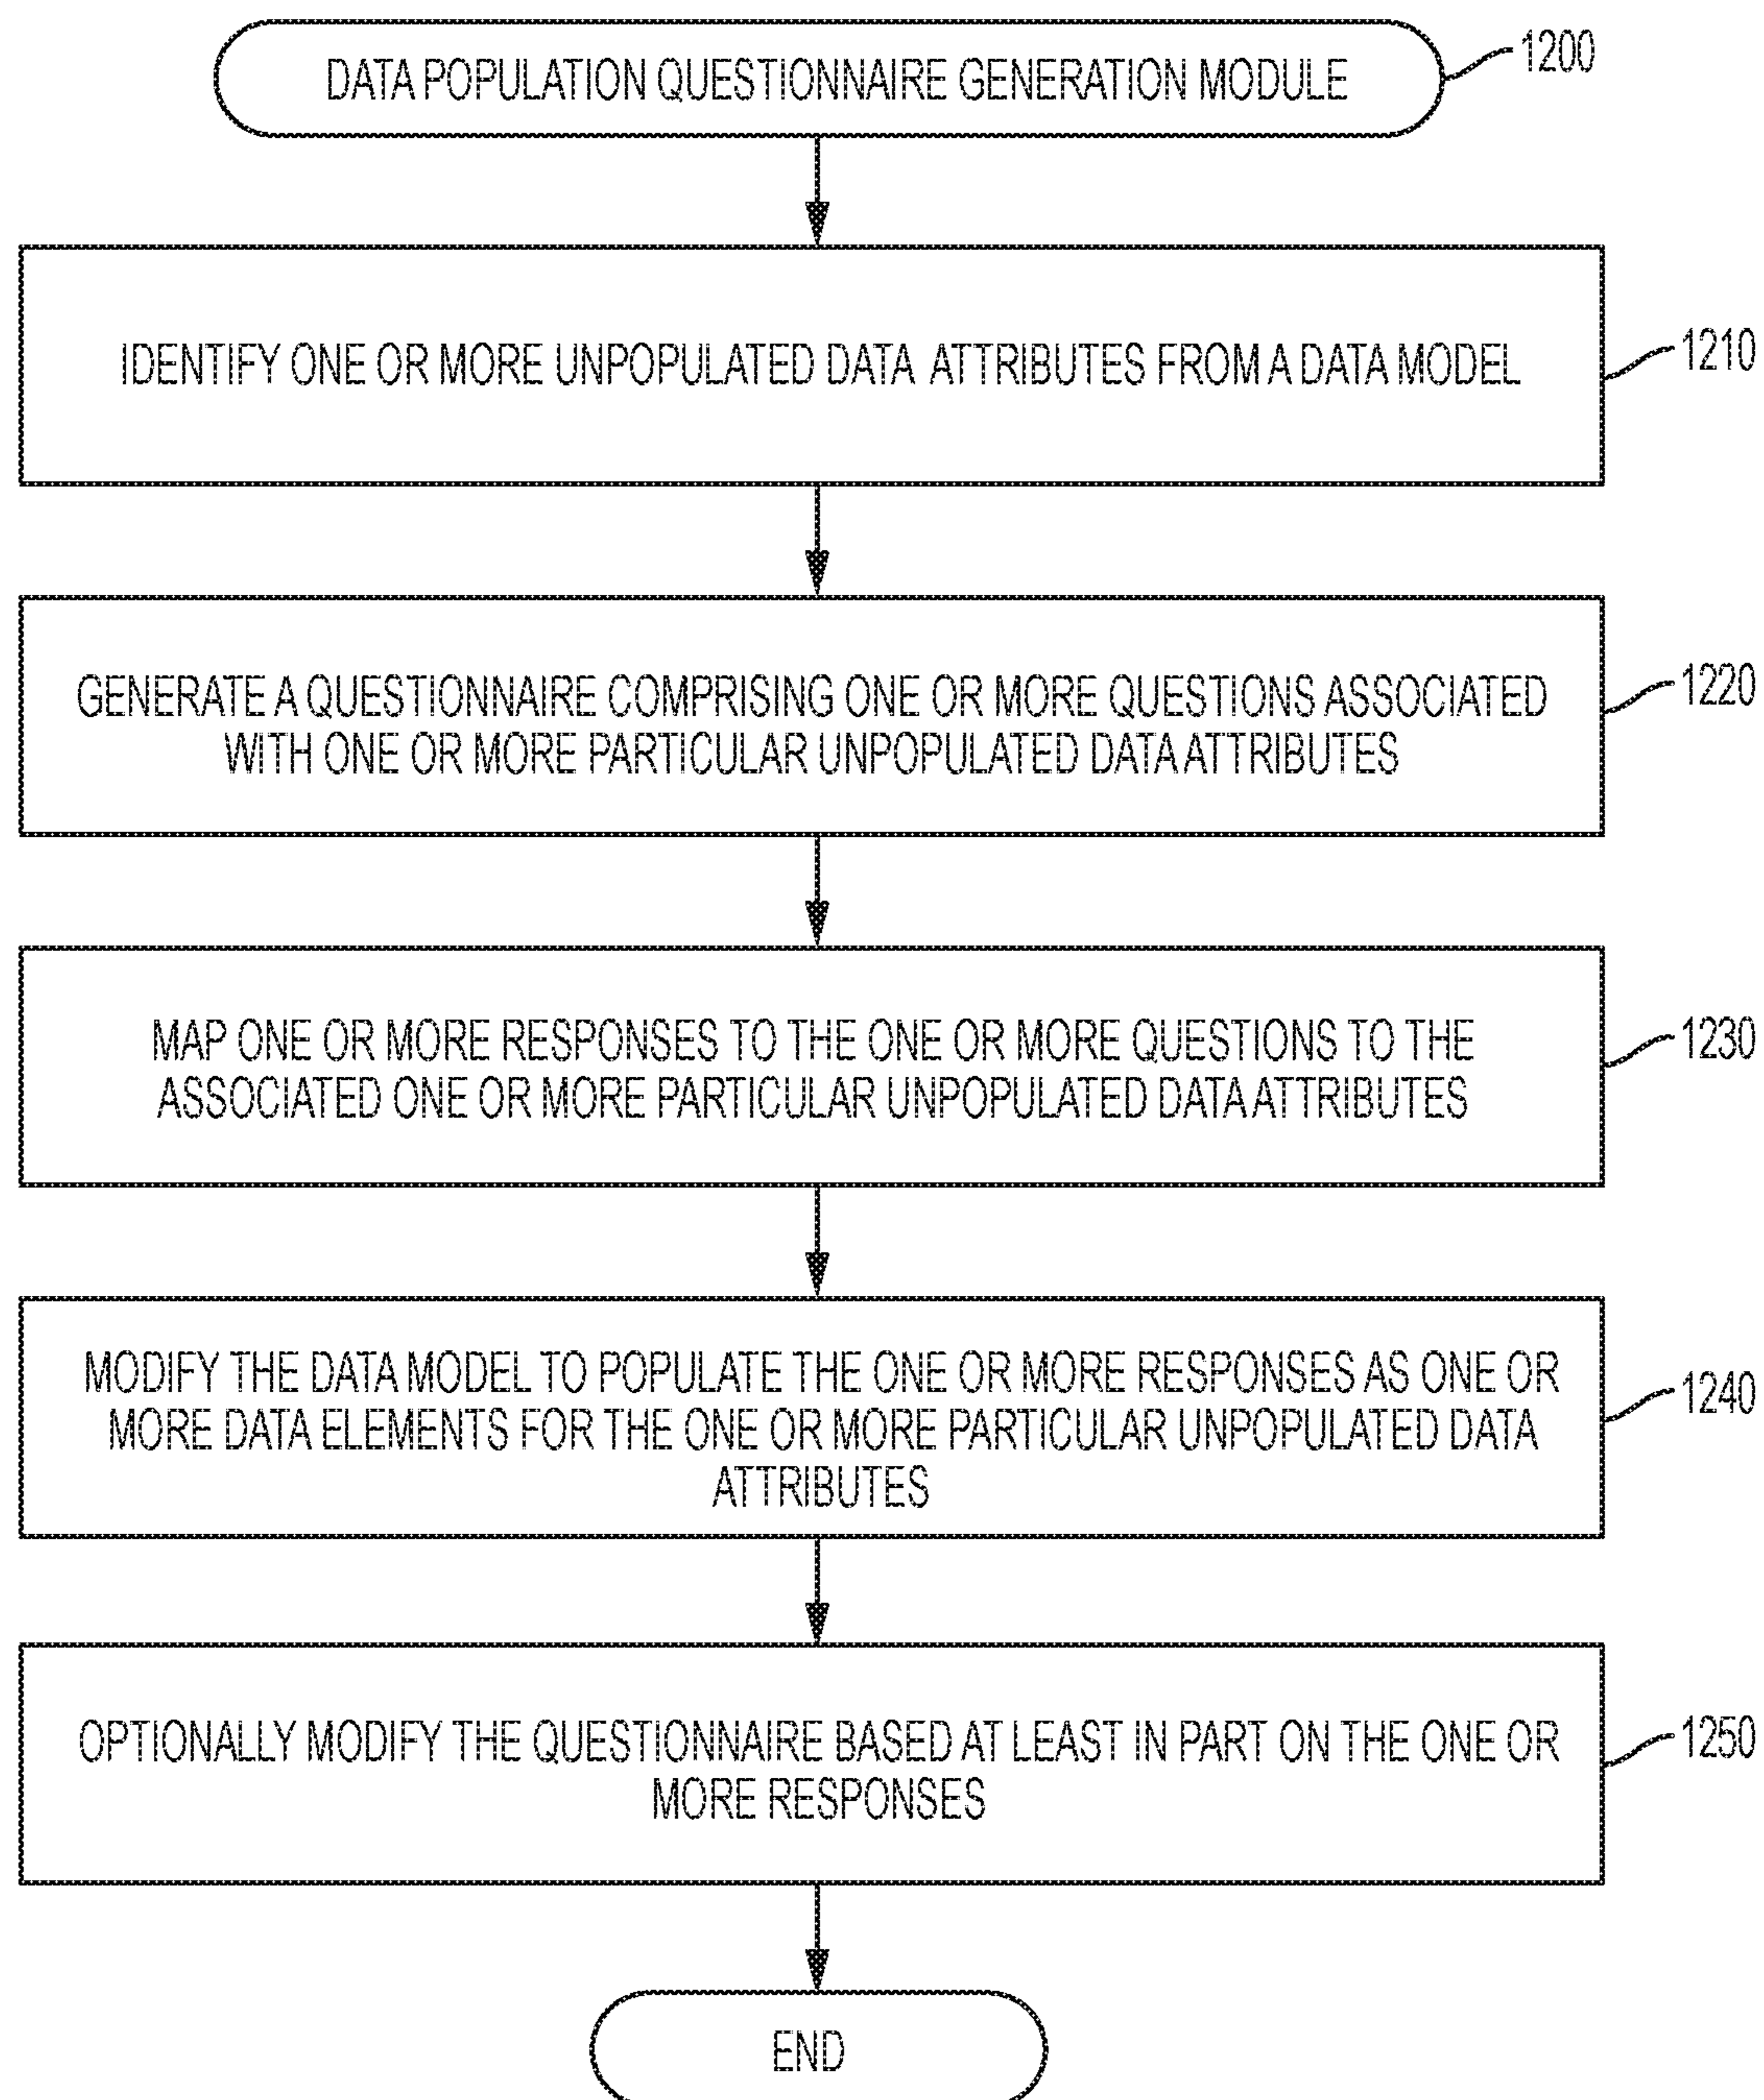 DATA POPULATION QUESTIONNAIRE GENERATION MODULE
1200
IDENTIFY ONE OR MORE UNPOPULATED DATA ATTRIBUTES FROM A DATA MODEL
1210
GENERATE A QUESTIONNAIRE COMPRISING ONE OR MORE QUESTIONS ASSOCIATED
WITH ONE OR MORE PARTICULAR UNPOPULATED DATA ATTRIBUTES
1220
MAP ONE OR MORE RESPONSES TO THE ONE OR MORE QUESTIONS TO THE
ASSOCIATED ONE OR MORE PARTICULAR UNPOPULATED DATA ATTRIBUTES
1230
MODIFY THE DATA MODEL TO POPULATE THE ONE OR MORE RESPONSES AS ONE OR
MORE DATA ELEMENTS FOR THE ONE OR MORE PARTICULAR UNPOPULATED DATA
ATTRIBUTES
1240
OPTIONALLY MODIFY THE QUESTIONNAIRE BASED AT LEAST IN PART ON THE ONE OR
MORE RESPONSES
1250
END